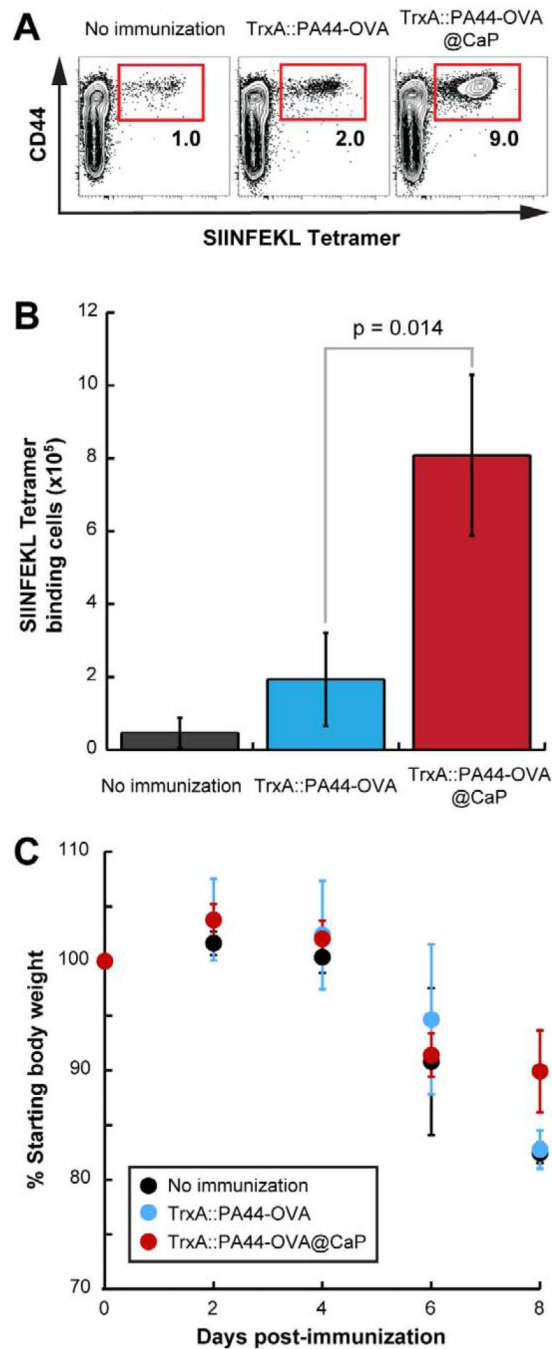 A
No immunization
TrxA::PA44-OVA
TrxA::PA44-OVA
@CaP
CD44
1.0
2.0
9.0
SIINFEKL Tetramer
B
12
10
8
6
4
2
0
SIINFEKL Tetramer
binding cells (x10⁵)
p = 0.014
No immunization
TrxA::PA44-OVA
TrxA::PA44-OVA
@CaP
C
110
100
90
80
70
% Starting body weight
No immunization
TrxA::PA44-OVA
TrxA::PA44-OVA@CaP
0
2
4
6
8
Days post-immunization